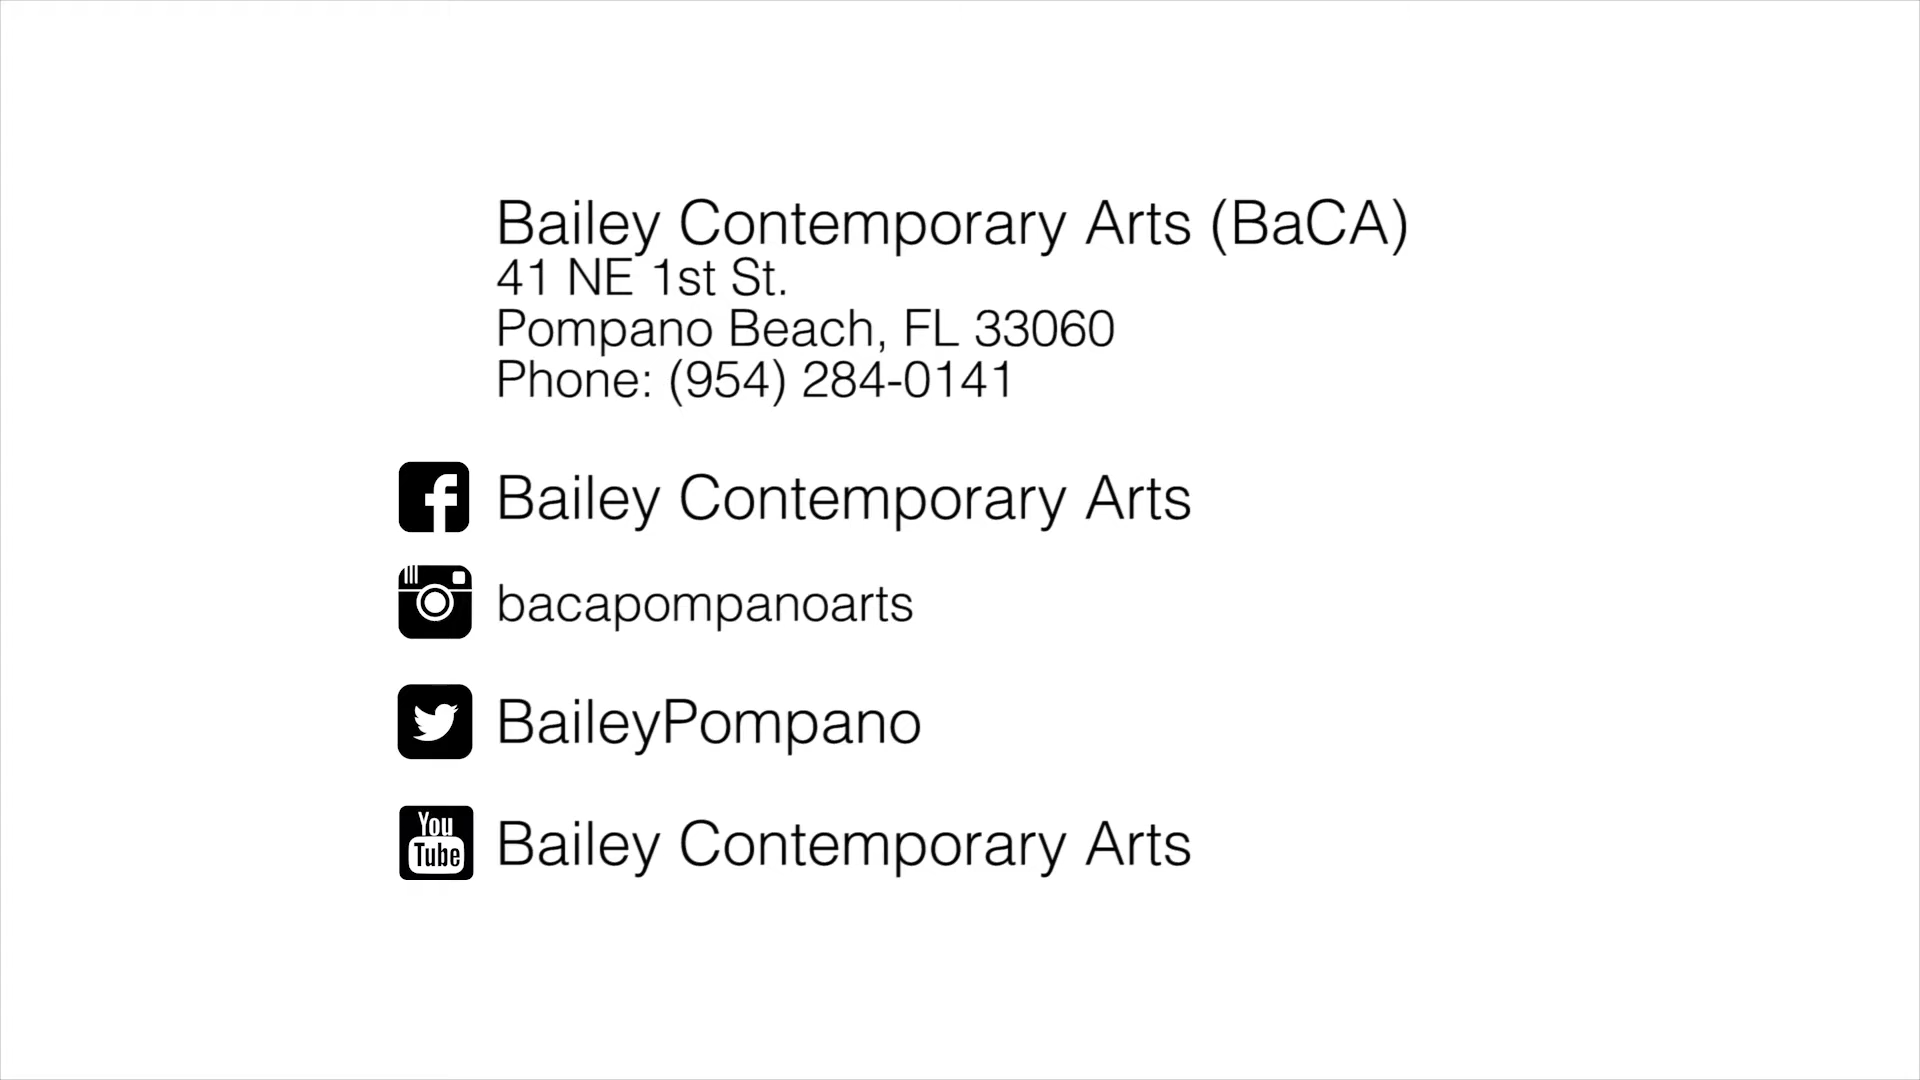 Bailey Contemporary Arts (BaCA)
41 NE 1st St.
Pompano Beach, FL 33060
Phone: (954) 284-0141
Bailey Contemporary Arts
bacapompanoarts
BaileyPompano
You
Tube
Bailey Contemporary Arts